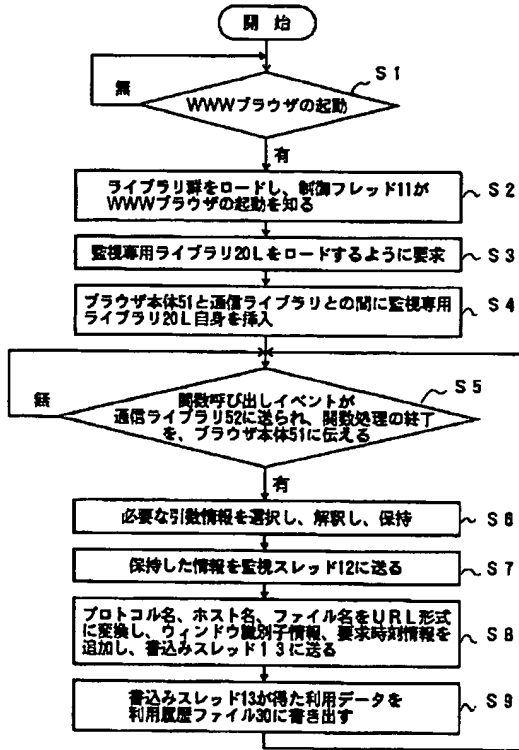 開 始
S 1
無
WWWブラウザの起動
有
ライブラリ群をロードし、制御フレッド11が
WWWブラウザの起動を知る
S 2
監視専用ライブラリ20Lをロードするように要求
S 3
ブラウザ本体51と通信ライブラリとの間に監視専用
ライブラリ20L自身を挿入
S 4
S 5
無
関数呼び出しイベントが
通信ライブラリ52に送られ、関数処理の終了
を、ブラウザ本体51に伝える
有
必要な引数情報を選択し、解釈し、保持
S 6
保持した情報を監視スレッド12に送る
S 7
プロトコル名、ホスト名、ファイル名をURL形式
に変換し、ウィンドウ識別子情報、要求時刻情報を
追加し、書込みスレッド13に送る
S 8
書込みスレッド13が得た利用データを
利用履歴ファイル30に書き出す
S 9